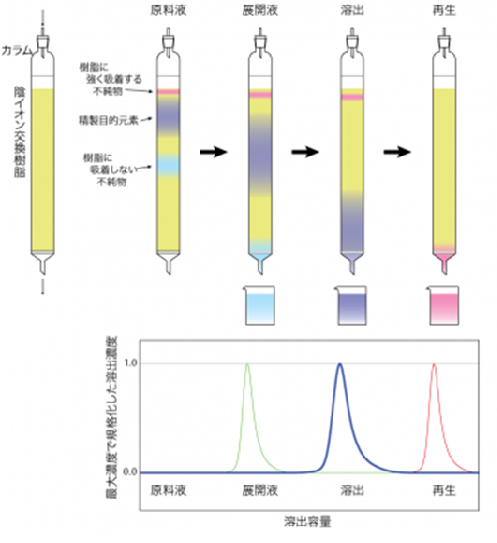 原料液
展開液
溶出
再生
カラム
陰イオン交換樹脂
樹脂に
強く吸着する
不純物
精製目的元素
樹脂に
吸着しない
不純物
最大濃度で規格化した溶出濃度
1.0
0.0
原料液
展開液
溶出
再生
溶出容量